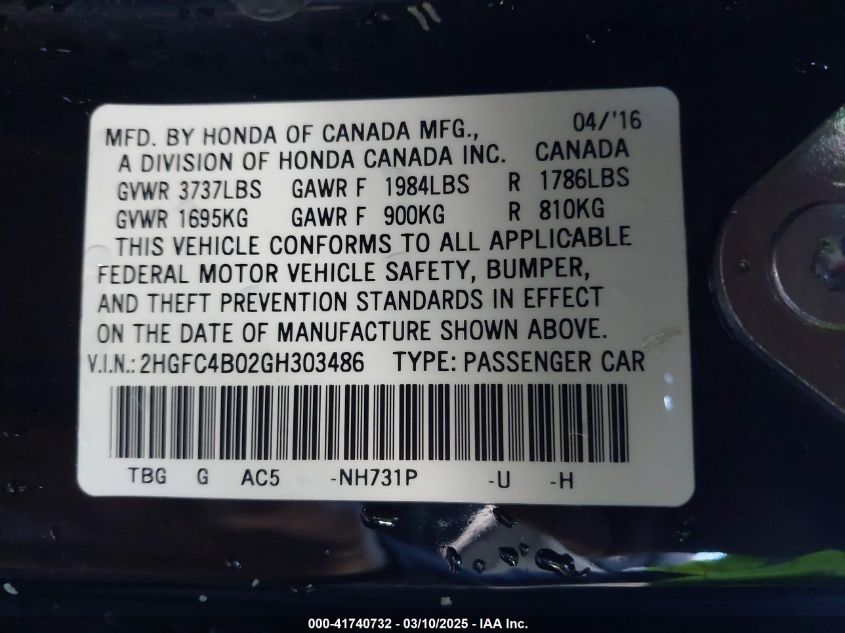 04/'16
MFD. BY HONDA OF CANADA MFG.,
A DIVISION OF HONDA CANADA INC. CANADA
GVWR 3737LBS GAWR F 1984LBS R 1786LBS
GVWR 1695KG GAWR F 900KG R 810KG
THIS VEHICLE CONFORMS TO ALL APPLICABLE
FEDERAL MOTOR VEHICLE SAFETY, BUMPER,
AND THEFT PREVENTION STANDARDS IN EFFECT
ON THE DATE OF MANUFACTURE SHOWN ABOVE.
V.I.N.: 2HGFC4B02GH303486 TYPE: PASSENGER CAR
TBG G AC5 -NH731P -U -H
000-41740732 - 03/10/2025 - IAA Inc.